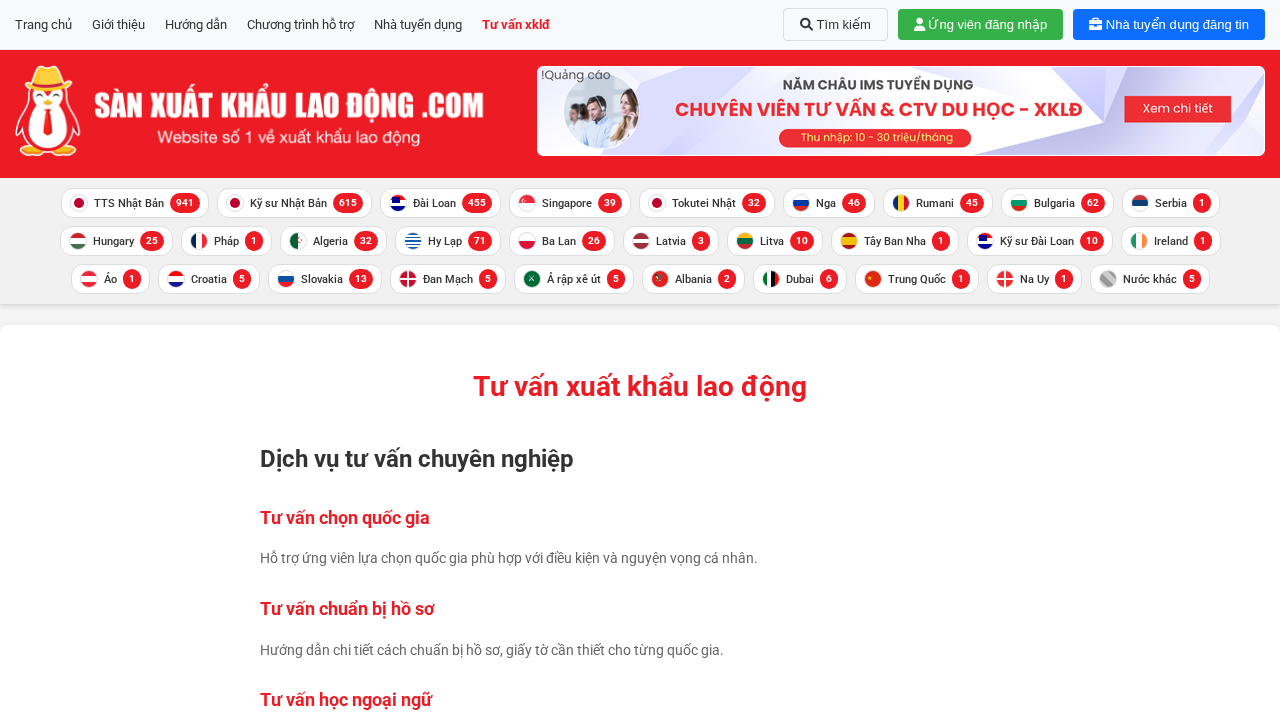 Trang chủ Giới thiệu Hướng dẫn Chương trình hỗ trợ Nhà tuyển dụng Tư vấn xklđ Tìm kiếm Ứng viên đăng nhập Nhà tuyển dụng đăng tin
SÀN XUẤT KHẨU LAO ĐỘNG .COM
Website số 1 về xuất khẩu lao động
!Quảng cáo
NĂM CHÂU IMS TUYỂN DỤNG
CHUYÊN VIÊN TƯ VẤN & CTV DU HỌC - XKLĐ
Thu nhập: 10 - 30 triệu/tháng
Xem chi tiết
TTS Nhật Bản 941 Kỹ sư Nhật Bản 615 Đài Loan 455 Singapore 39 Tokutei Nhật 32 Nga 46 Rumani 45 Bulgaria 62 Serbia 1
Hungary 25 Pháp 1 Algeria 32 Hy Lạp 71 Ba Lan 26 Latvia 3 Litva 10 Tây Ban Nha 1 Kỹ sư Đài Loan 10 Ireland 1
Áo 1 Croatia 5 Slovakia 13 Đan Mạch 5 Ả rập xê út 5 Albania 2 Dubai 6 Trung Quốc 1 Na Uy 1 Nước khác 5
Tư vấn xuất khẩu lao động
Dịch vụ tư vấn chuyên nghiệp
Tư vấn chọn quốc gia
Hỗ trợ ứng viên lựa chọn quốc gia phù hợp với điều kiện và nguyện vọng cá nhân.
Tư vấn chuẩn bị hồ sơ
Hướng dẫn chi tiết cách chuẩn bị hồ sơ, giấy tờ cần thiết cho từng quốc gia.
Tư vấn học ngoại ngữ